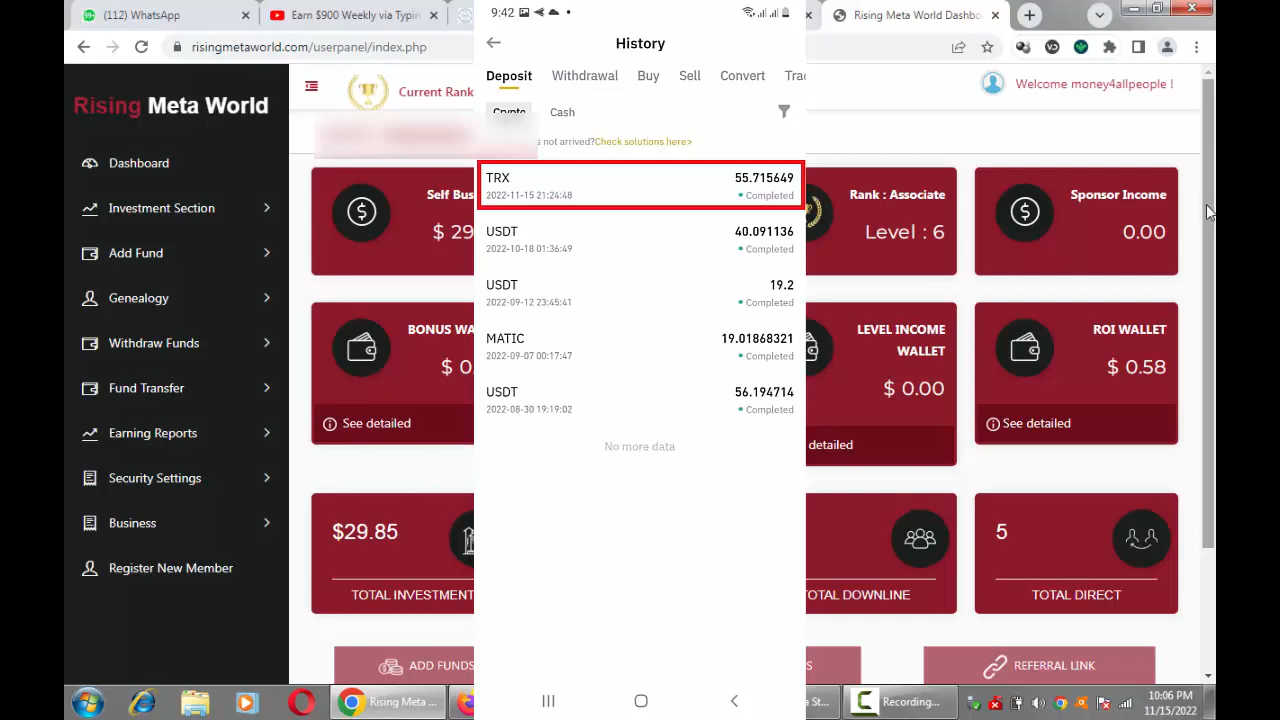 (112) WhatsApp
Earn $900 Weekly via Typin
Rising Meta World Dashbo
risingmetaworld.com/userpanel/index.php
Rising Meta World
Dashboard
Investment Section
Add Fund
Genealogy
Withdraw Funds
Fund Transfer
Earning Reports
Security Settings
Business
Register New Member
Current Rank
Welcome money4allpeople !
Self Bus
$ 29
BONUS WA
$ 0.
See detailed
$29.85
TOTAL INVESTMENT
ADD FUNDS
9:42
History
Deposit Withdrawal Buy Sell Convert Trad
Crypto Cash
s not arrived?Check solutions here>
TRX 55.715649
2022-11-15 21:24:48 Completed
USDT 40.091136
2022-10-18 01:36:49 Completed
USDT 19.2
2022-09-12 23:45:41 Completed
MATIC 19.01868321
2022-09-07 00:17:47 Completed
USDT 56.194714
2022-08-30 19:19:02 Completed
No more data
Rank : Associate
Level : 6
Sponsor Income
0.00
LEVEL INCOME
WALLET
$ 0.00
detailed
ROI WALLET
$ 0.58
See detailed
OTAL DOWNLINE
5
TOTAL DIRECT
S
REFERRAL LINK
Rising Meta ...
a St...
Recording...
10:06 PM
11/15/2022